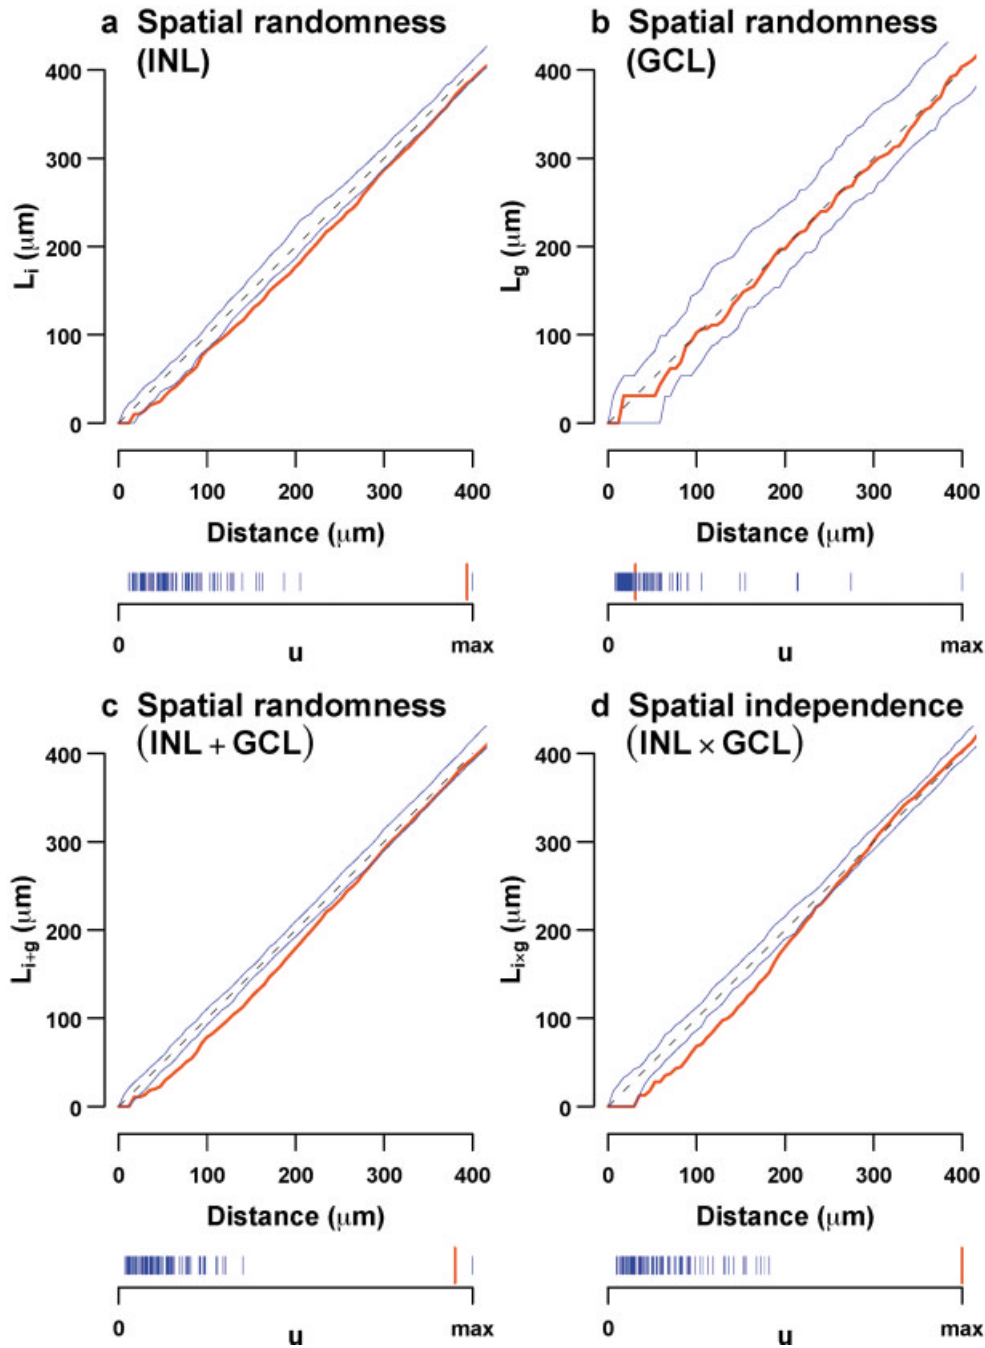 a Spatial randomness
(INL)
400
300
200
100
0
Li (μm)
0 100 200 300 400
Distance (μm)
0 u max
b Spatial randomness
(GCL)
400
300
200
100
0
Lg (μm)
0 100 200 300 400
Distance (μm)
0 u max
c Spatial randomness
(INL + GCL)
400
300
200
100
0
Li+g (μm)
0 100 200 300 400
Distance (μm)
0 u max
d Spatial independence
(INL × GCL)
400
300
200
100
0
Li×g (μm)
0 100 200 300 400
Distance (μm)
0 u max